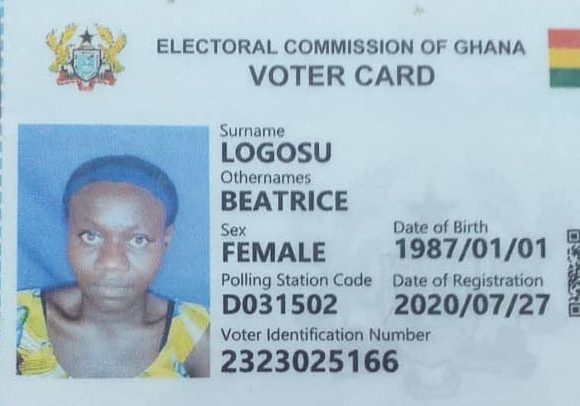 ELECTORAL COMMISSION OF GHANA
VOTER CARD
Surname
LOGOSU
Othernames
BEATRICE
Sex Date of Birth
FEMALE 1987/01/01
Polling Station Code Date of Registration
D031502 2020/07/27
Voter Identification Number
2323025166